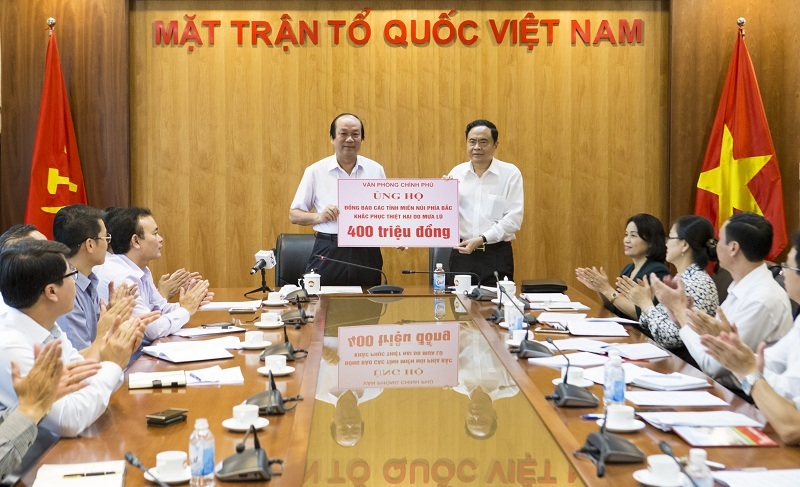 MẶT TRẬN TỔ QUỐC VIỆT NAM
VĂN PHÒNG CHÍNH PHỦ
ỦNG HỘ
ĐỒNG BÀO CÁC TỈNH MIỀN NÚI PHÍA BẮC
KHẮC PHỤC THIỆT HẠI DO MƯA LŨ
400 triệu đồng